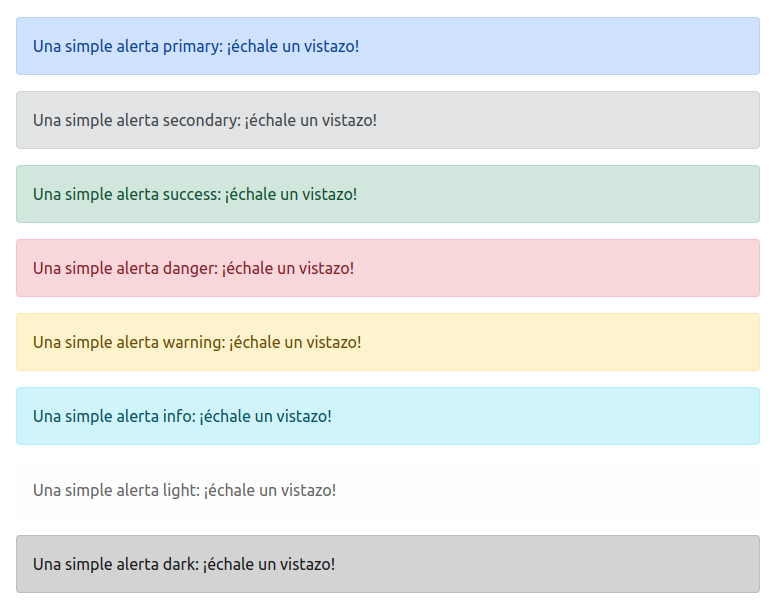 Una simple alerta primary: ¡échale un vistazo!
Una simple alerta secondary: ¡échale un vistazo!
Una simple alerta success: ¡échale un vistazo!
Una simple alerta danger: ¡échale un vistazo!
Una simple alerta warning: ¡échale un vistazo!
Una simple alerta info: ¡échale un vistazo!
Una simple alerta light: ¡échale un vistazo!
Una simple alerta dark: ¡échale un vistazo!